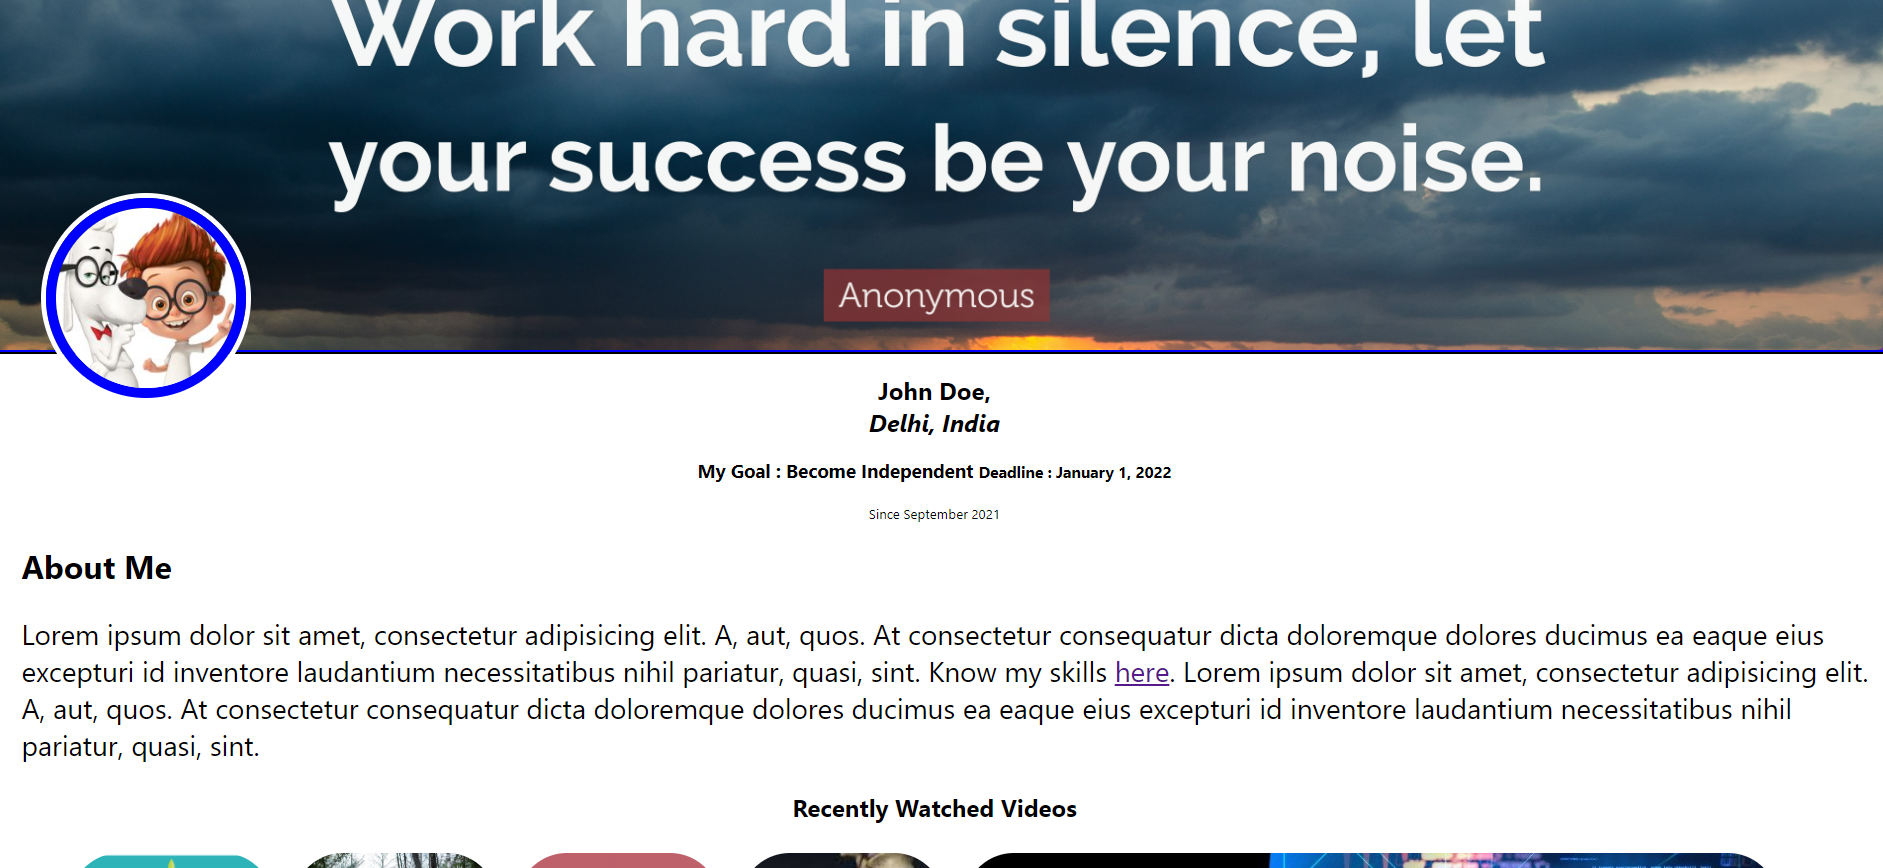 Work hard in silence, let
your success be your noise.
Anonymous
John Doe,
Delhi, India
My Goal : Become Independent Deadline : January 1, 2022
Since September 2021
About Me
Lorem ipsum dolor sit amet, consectetur adipisicing elit. A, aut, quos. At consectetur consequatur dicta doloremque dolores ducimus ea eaque eius
excepturi id inventore laudantium necessitatibus nihil pariatur, quasi, sint. Know my skills here. Lorem ipsum dolor sit amet, consectetur adipisicing elit.
A, aut, quos. At consectetur consequatur dicta doloremque dolores ducimus ea eaque eius excepturi id inventore laudantium necessitatibus nihil
pariatur, quasi, sint.
Recently Watched Videos